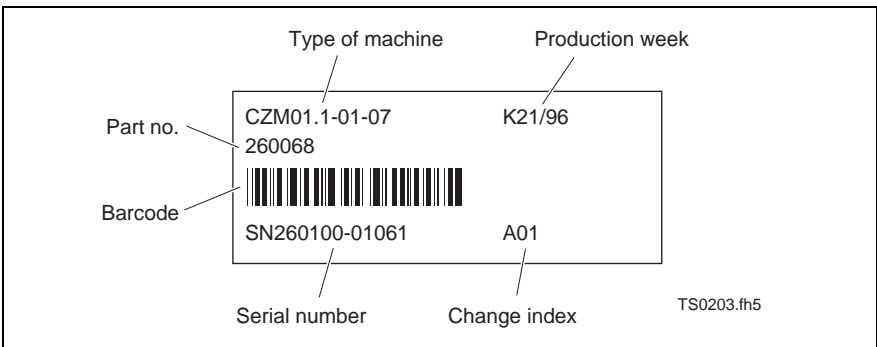 Type of machine Production week
CZM01.1-01-07 K21/96
Part no.
260068
Barcode
SN260100-01061 A01
TS0203.fh5
Serial number Change index